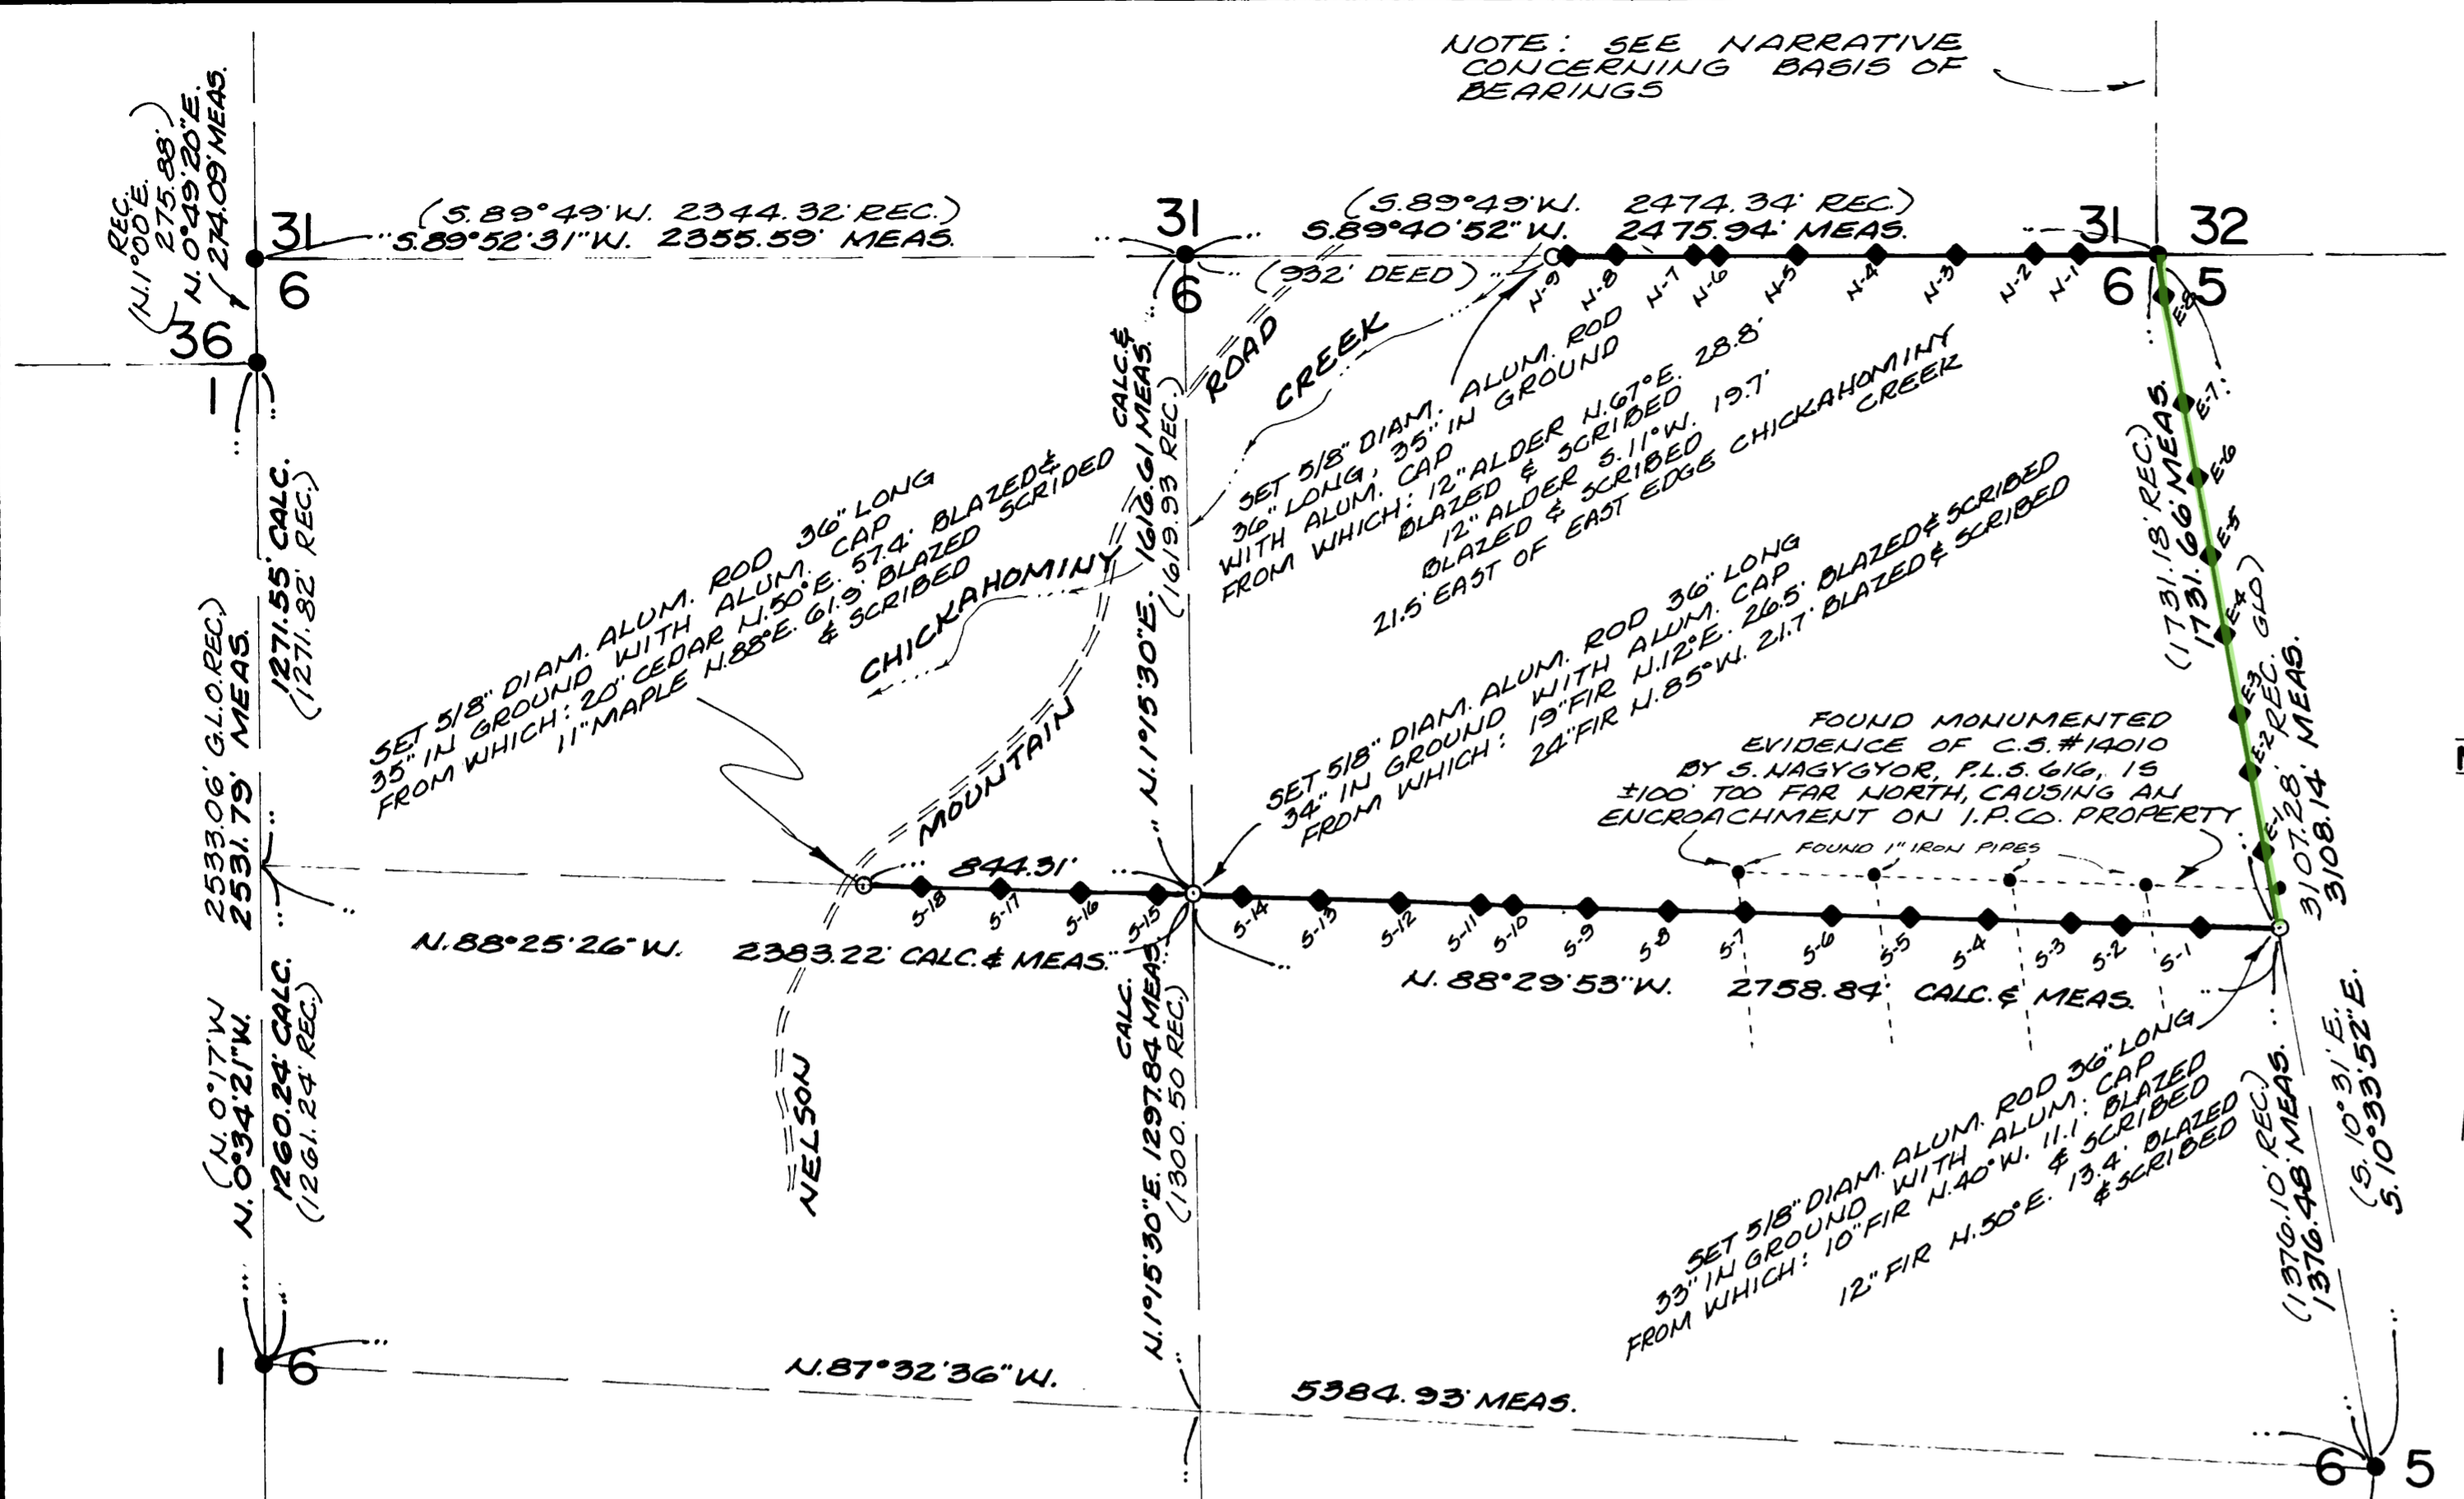 NOTE: SEE NARRATIVE
CONCERNING BASIS OF
BEARINGS
REC.
(N.1°00'E.
275.88')
N.0°49'20"E.
274.09' MEAS.
(S.89°49'W. 2344.32' REC.)
S.89°52'31"W. 2355.59' MEAS.
(S.89°49'W. 2474.34' REC.)
S.89°40'52"W. 2475.94' MEAS.
(932' DEED)
31
6
36
1
31
6
31
32
6
5
N-9
N-8
N-7
N-6
N-5
N-4
N-3
N-2
N-1
E-8
E-7
E-6
E-5
E-4
E-3
E-2
E-1
ROAD
CREEK
CALC. &
N.1°15'30"E. 1616.61 MEAS.
(1619.93 REC.)
SET 5/8" DIAM. ALUM. ROD
36" LONG, 35" IN GROUND
WITH ALUM. CAP
FROM WHICH: 12" ALDER N.67°E. 28.8'
BLAZED & SCRIBED
12" ALDER S.11°W. 19.7'
BLAZED & SCRIBED
21.5' EAST OF EAST EDGE CHICKAHOMINY
CREEK
SET 5/8" DIAM. ALUM. ROD 36" LONG
35" IN GROUND WITH ALUM. CAP
FROM WHICH: 20" CEDAR N.50°E. 57.4' BLAZED &
SCRIDED
11" MAPLE N.88°E. 61.9' BLAZED
& SCRIBED
CHICKAHOMINY
MOUNTAIN
NELSON
SET 5/8" DIAM. ALUM. ROD 36" LONG
34" IN GROUND WITH ALUM. CAP
FROM WHICH: 19" FIR N.12°E. 26.5' BLAZED & SCRIBED
24" FIR N.85°W. 21.7' BLAZED & SCRIBED
(1731.18' REC.)
1731.66' MEAS.
FOUND MONUMENTED
EVIDENCE OF C.S. #14010
BY S. NAGYGYOR, P.L.S. 616, IS
±100' TOO FAR NORTH, CAUSING AN
ENCROACHMENT ON I.P.CO. PROPERTY
FOUND 1" IRON PIPES
3107.28' REC. GLO)
3108.14' MEAS.
1271.55' CALC.
(1271.82' REC.)
2533.06' G.L.O. REC.)
2531.79' MEAS.
(N.0°17'W
N.0°34'21"W.
1260.24' CALC.
(1261.24' REC.)
844.31'
S-18
S-17
S-16
S-15
S-14
S-13
S-12
S-11
S-10
S-9
S-8
S-7
S-6
S-5
S-4
S-3
S-2
S-1
N.88°25'26"W. 2383.22' CALC. & MEAS.
N.88°29'53"W. 2758.84' CALC. & MEAS.
CALC.
N.1°15'30"E. 1297.84 MEAS.
(1300.50 REC.)
SET 5/8" DIAM. ALUM. ROD 36" LONG
33" IN GROUND WITH ALUM. CAP
FROM WHICH: 10" FIR N.40°W. 11.1' BLAZED
& SCRIBED
12" FIR N.50°E. 13.4' BLAZED
& SCRIBED
(1376.10' REC.)
1376.48' MEAS.
(S.10°31'E.
S.10°33'52"E.
1
6
N.87°32'36"W. 5384.93' MEAS.
6
5